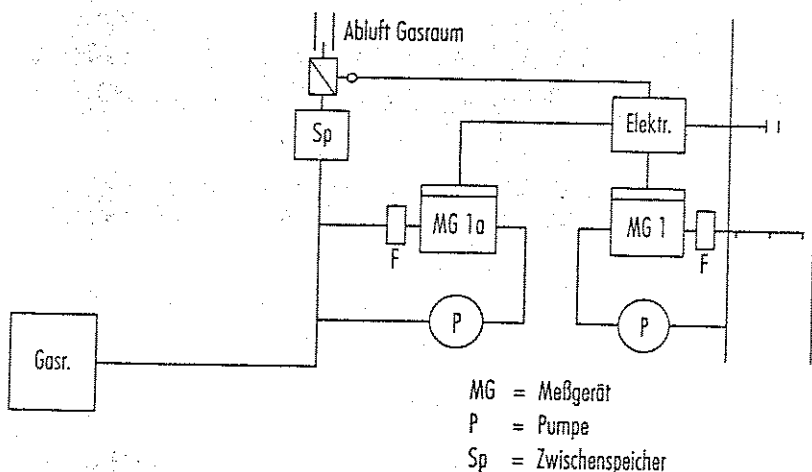 Abluft Gasraum
Sp
Elektr.
MG 1a
MG 1
F
F
P
P
Gasr.
MG = Meßgerät
P = Pumpe
Sp = Zwischenspeicher